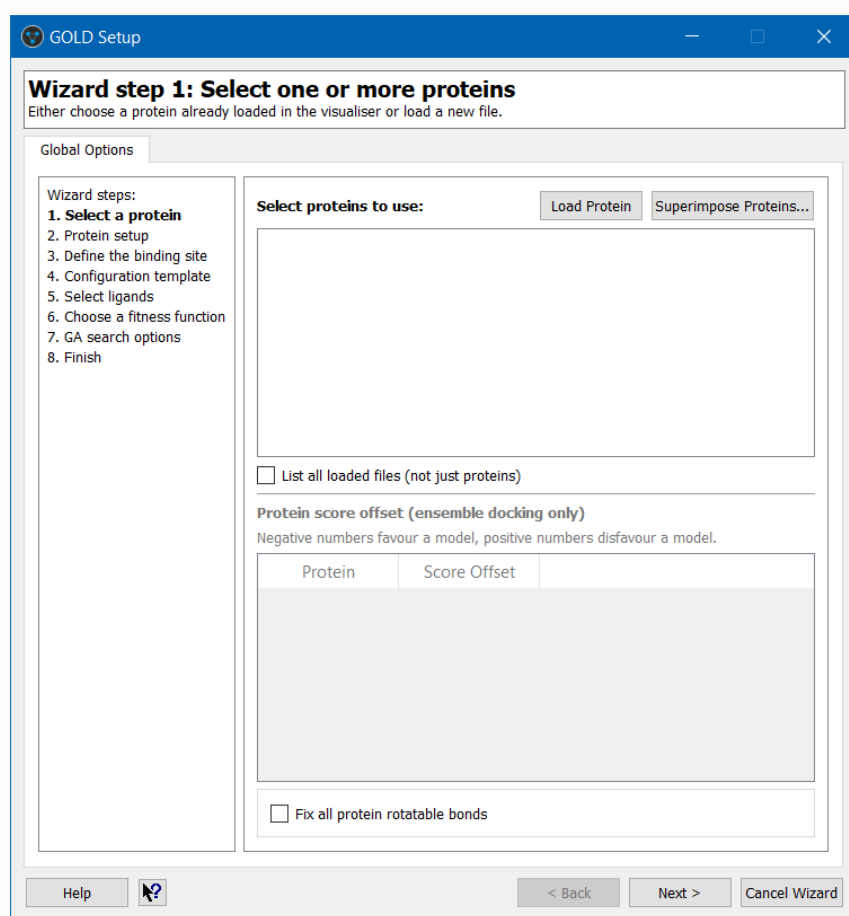 GOLD Setup
Wizard step 1: Select one or more proteins
Either choose a protein already loaded in the visualiser or load a new file.
Global Options
Wizard steps:
1. Select a protein
2. Protein setup
3. Define the binding site
4. Configuration template
5. Select ligands
6. Choose a fitness function
7. GA search options
8. Finish
Select proteins to use:
Load Protein
Superimpose Proteins...
List all loaded files (not just proteins)
Protein score offset (ensemble docking only)
Negative numbers favour a model, positive numbers disfavour a model.
Protein
Score Offset
Fix all protein rotatable bonds
Help
?
< Back
Next >
Cancel Wizard